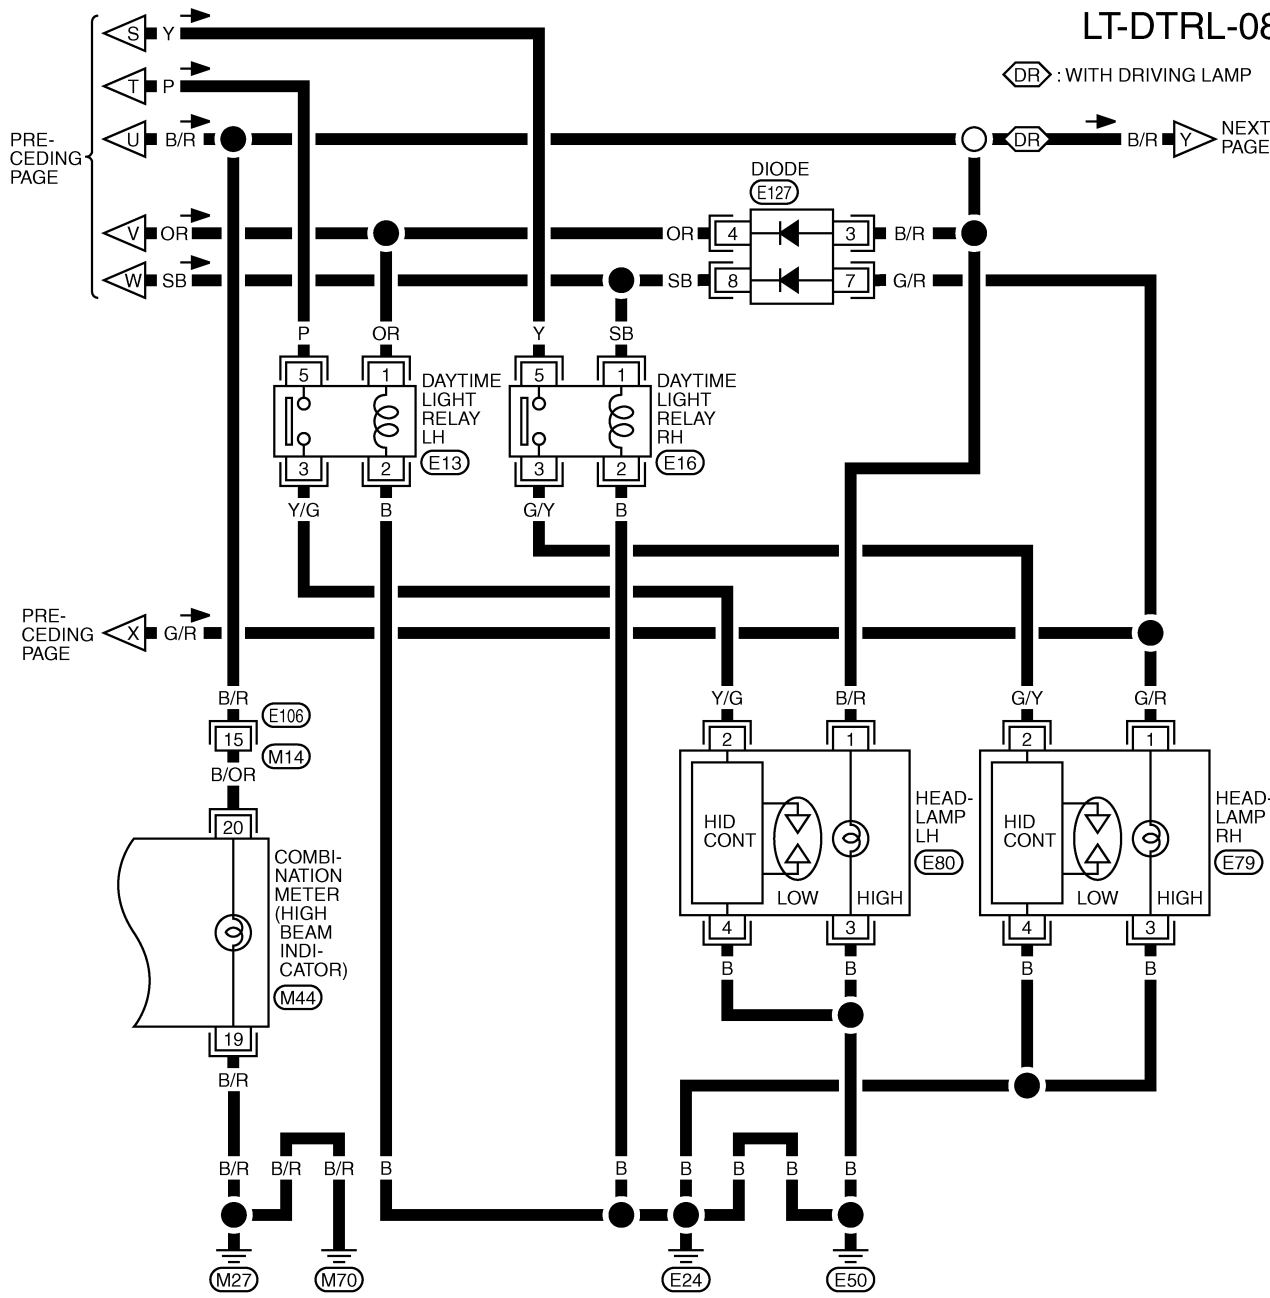 LT-DTRL-08
DR : WITH DRIVING LAMP
PRE-
CEDING
PAGE
S Y
T P
U B/R
DR B/R Y
NEXT
PAGE
DIODE
E127
V OR OR 4 3 B/R
W SB SB 8 7 G/R
P OR Y SB
5 1 5 1
DAYTIME
LIGHT
RELAY
LH
E13
DAYTIME
LIGHT
RELAY
RH
E16
3 2 3 2
Y/G B G/Y B
PRE-
CEDING
PAGE
X G/R
B/R
E106
15
M14
B/OR
20
COMBI-
NATION
METER
(HIGH
BEAM
INDI-
CATOR)
M44
19
B/R
Y/G B/R G/Y G/R
2 1 2 1
HID
CONT
LOW HIGH
HEAD-
LAMP
LH
E80
HID
CONT
LOW HIGH
HEAD-
LAMP
RH
E79
4 3 4 3
B B B B
B/R B/R B/R B B B B B B
M27 M70 E24 E50